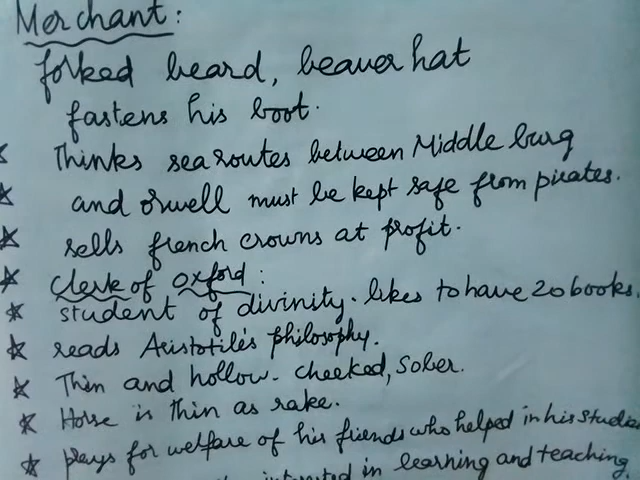 Merchant:
forked beard, beaver hat
fastens his boot.
Thinks sea routes between Middle burg
and orwell must be kept safe from pirates.
sells french crowns at profit.
Clerk of Oxford:
student of divinity. likes to have 20 books.
reads Aristotile's philosophy.
Thin and hollow-cheeked, Sober.
Horse is thin as rake.
prays for welfare of his friends who helped in his studies
interested in learning and teaching.